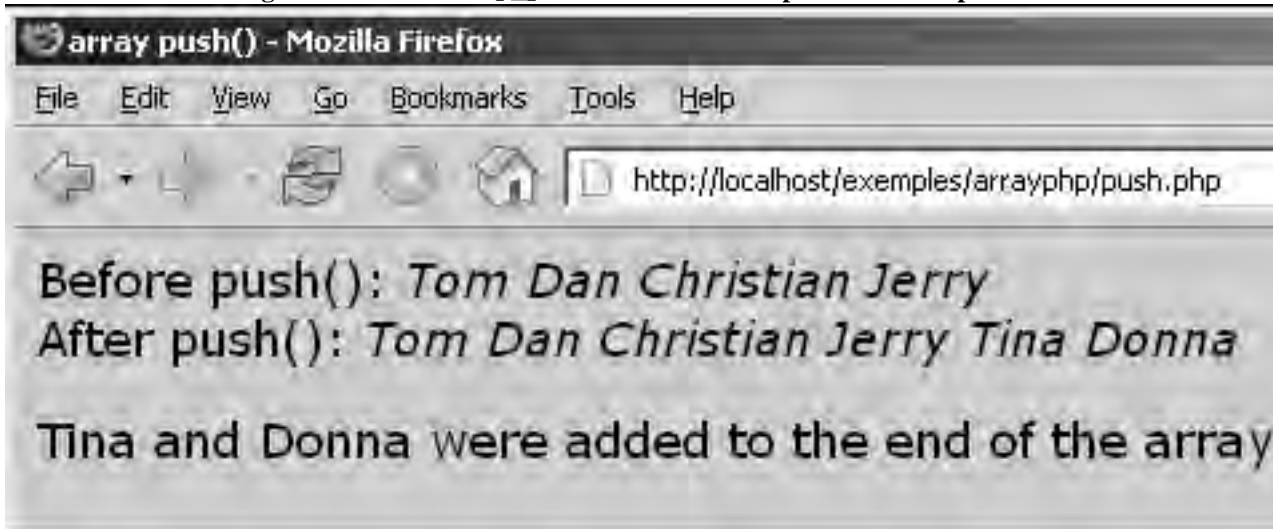 array push() - Mozilla Firefox
File Edit View Go Bookmarks Tools Help
http://localhost/exemples/arrayphp/push.php
Before push(): Tom Dan Christian Jerry
After push(): Tom Dan Christian Jerry Tina Donna
Tina and Donna were added to the end of the array